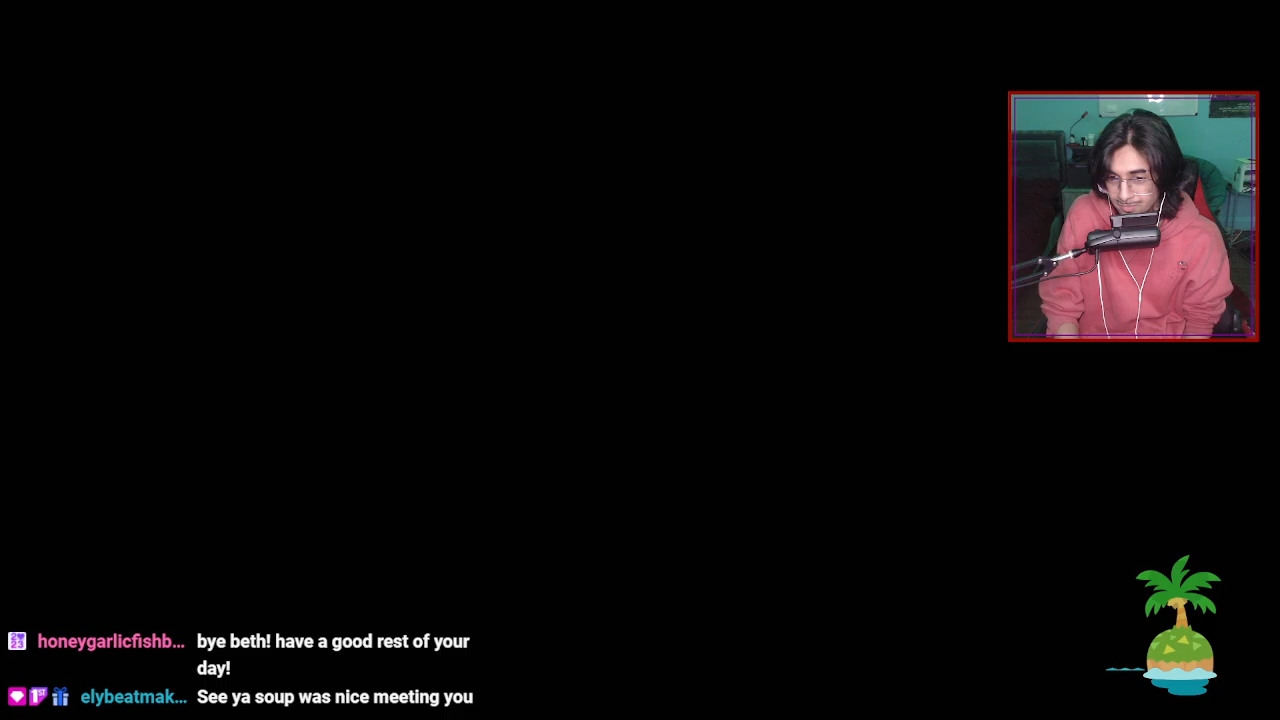 honeygarlicfishb... bye beth! have a good rest of your
day!
elybeatmak... See ya soup was nice meeting you